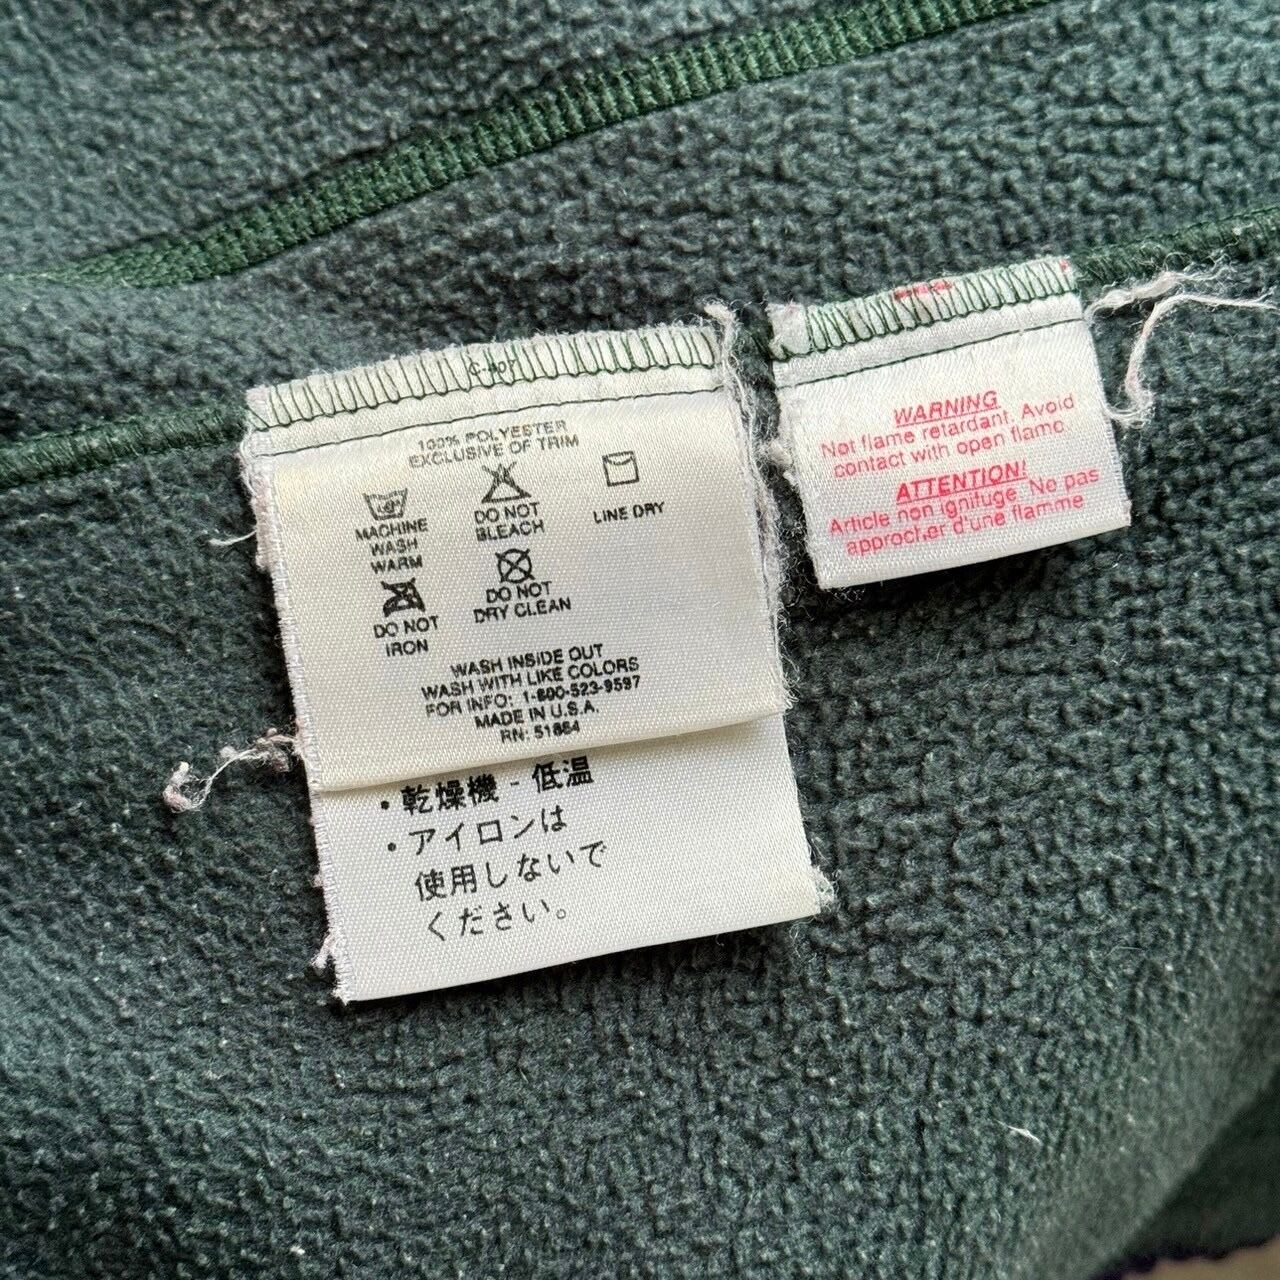 100% POLYESTER
EXCLUSIVE OF TRIM
MACHINE
WASH
WARM
DO NOT
BLEACH
LINE DRY
DO NOT
IRON
DO NOT
DRY CLEAN
WASH INSIDE OUT
WASH WITH LIKE COLORS
FOR INFO: 1-800-523-9597
MADE IN U.S.A.
RN: 51884
・乾燥機 - 低温
・アイロンは
使用しないで
ください。
WARNING
Not flame retardant. Avoid
contact with open flame
ATTENTION!
Article non ignifuge. Ne pas
approcher d'une flamme